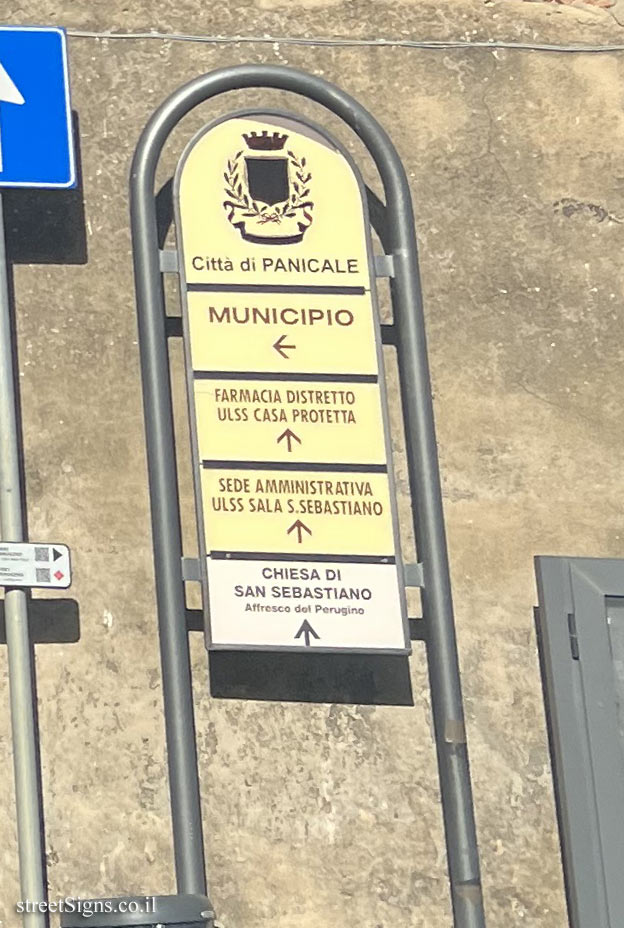 Città di PANICALE
MUNICIPIO
FARMACIA DISTRETTO
ULSS CASA PROTETTA
SEDE AMMINISTRATIVA
ULSS SALA S.SEBASTIANO
CHIESA DI
SAN SEBASTIANO
Affresco del Perugino
streetSigns.co.il